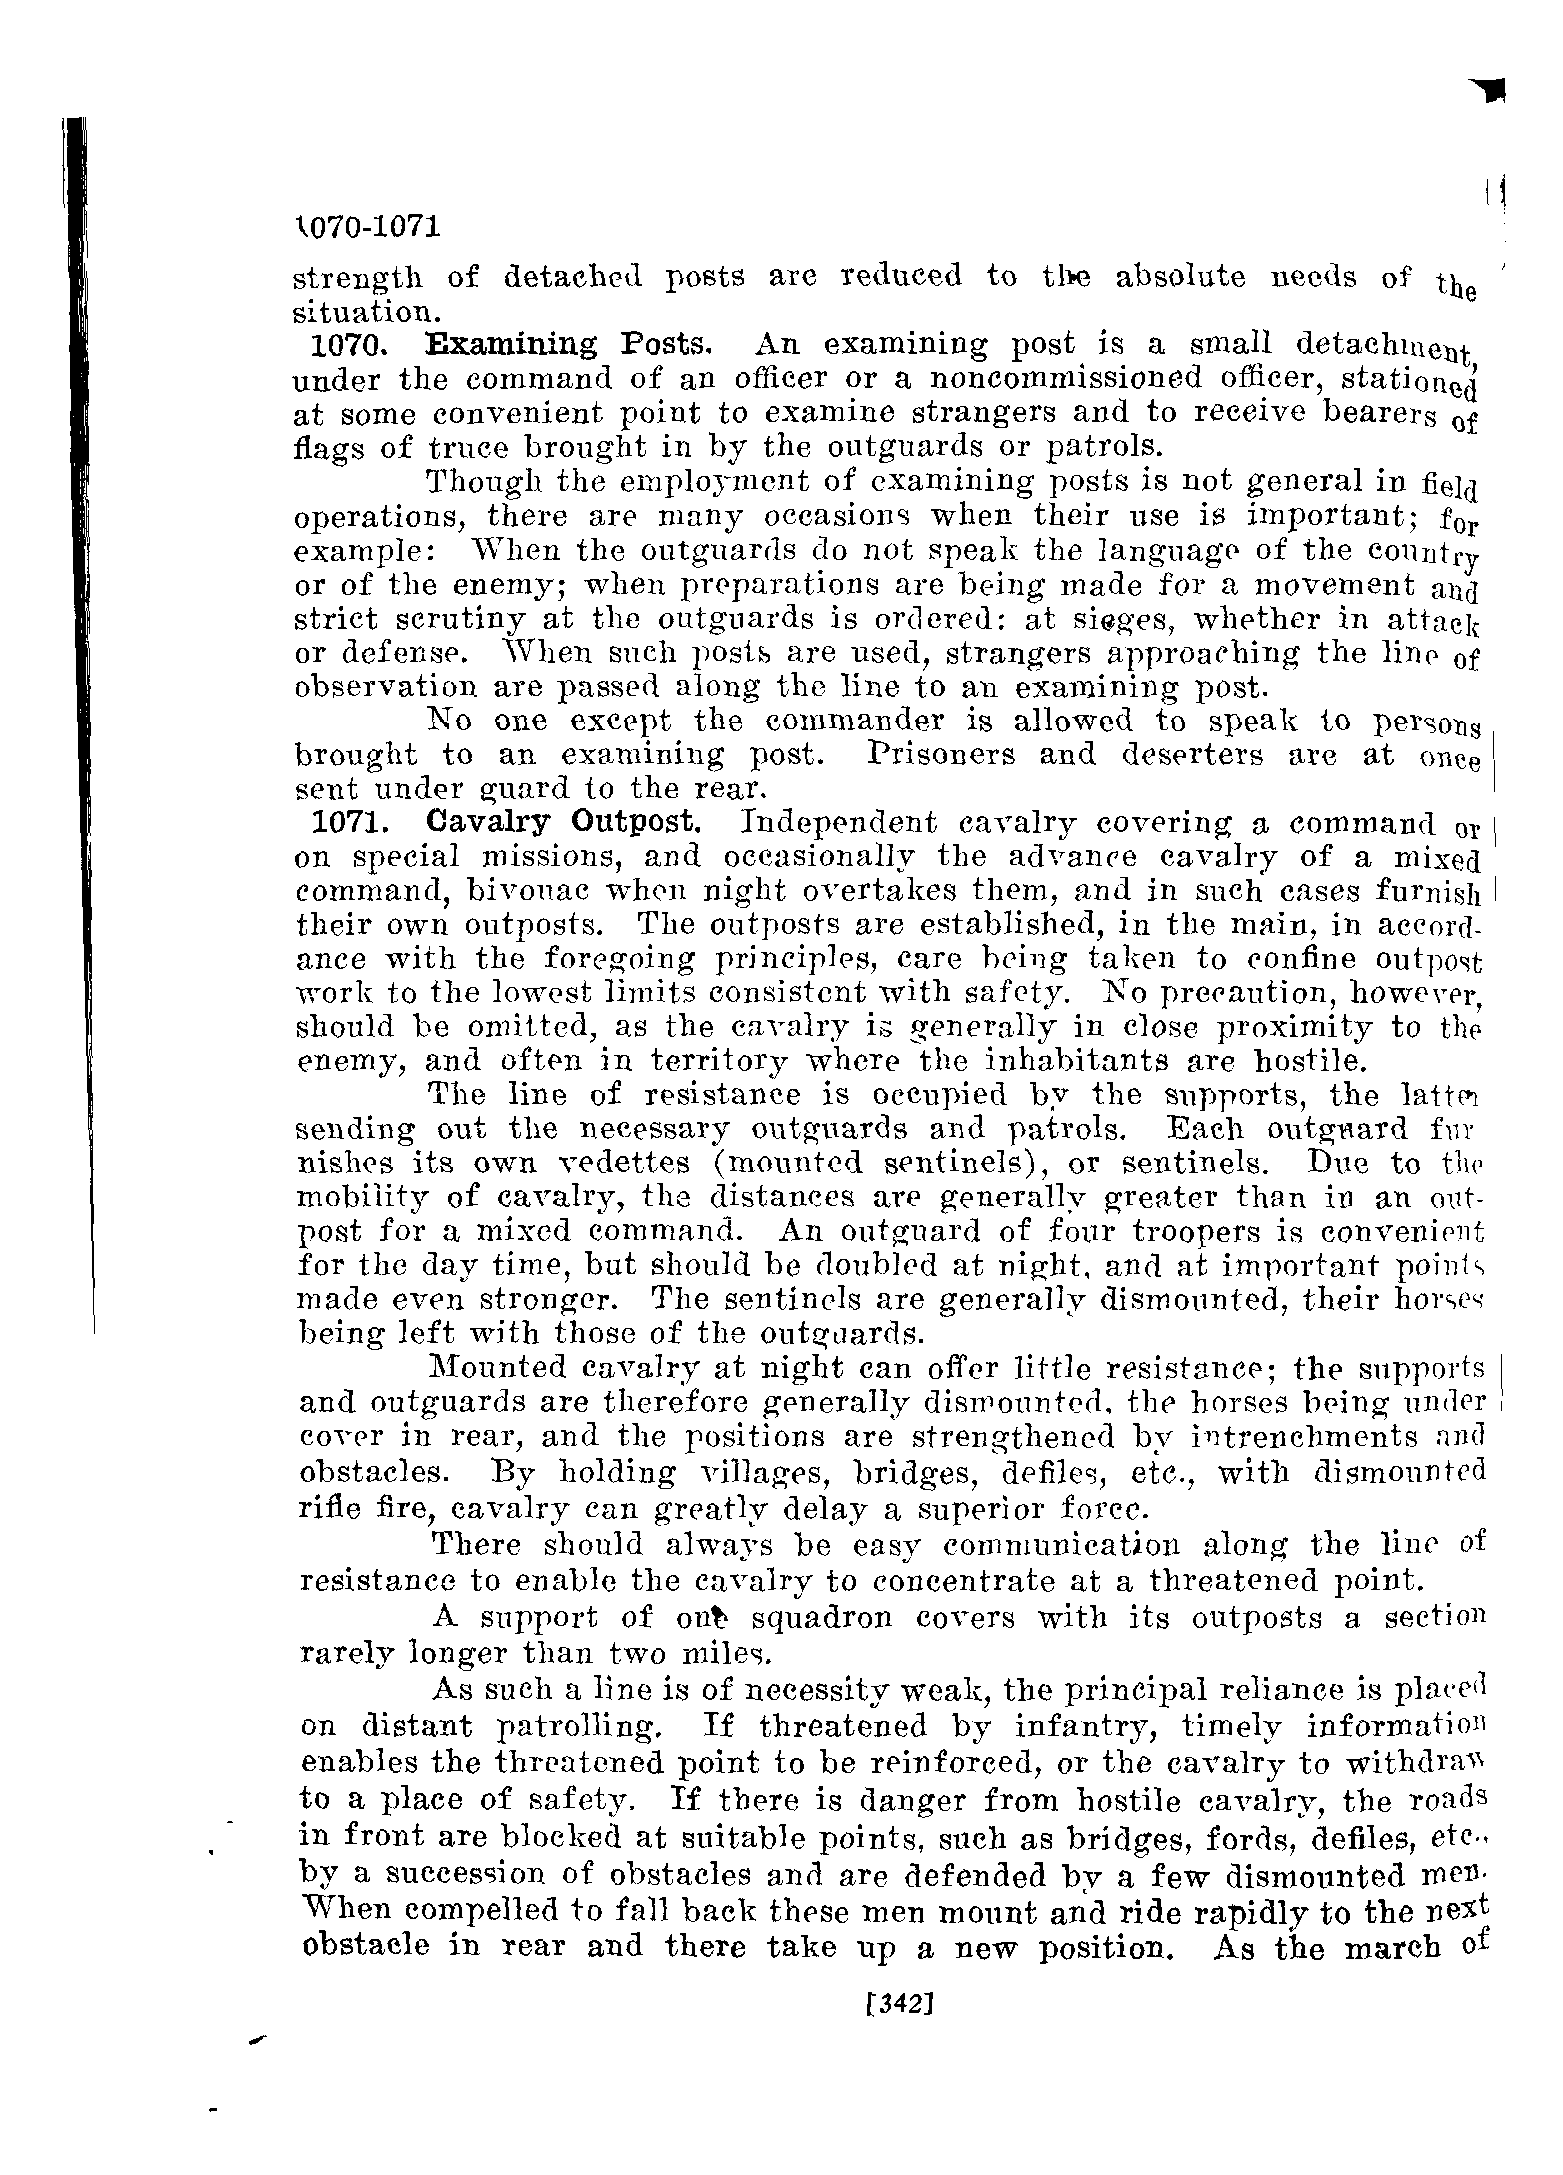 1070-1071
strength of detached posts are reduced to the absolute needs of the
situation.
1070. Examining Posts. An examining post is a small detachment,
under the command of an officer or a noncommissioned officer, stationed
at some convenient point to examine strangers and to receive bearers of
flags of truce brought in by the outguards or patrols.
Though the employment of examining posts is not general in field
operations, there are many occasions when their use is important; for
example: When the outguards do not speak the language of the country
or of the enemy; when preparations are being made for a movement and
strict scrutiny at the outguards is ordered: at sieges, whether in attack
or defense. When such posts are used, strangers approaching the line of
observation are passed along the line to an examining post.
No one except the commander is allowed to speak to persons
brought to an examining post. Prisoners and deserters are at once
sent under guard to the rear.
1071. Cavalry Outpost. Independent cavalry covering a command or
on special missions, and occasionally the advance cavalry of a mixed
command, bivouac when night overtakes them, and in such cases furnish
their own outposts. The outposts are established, in the main, in accord-
ance with the foregoing principles, care being taken to confine outpost
work to the lowest limits consistent with safety. No precaution, however,
should be omitted, as the cavalry is generally in close proximity to the
enemy, and often in territory where the inhabitants are hostile.
The line of resistance is occupied by the supports, the latter
sending out the necessary outguards and patrols. Each outguard fur
nishes its own vedettes (mounted sentinels), or sentinels. Due to the
mobility of cavalry, the distances are generally greater than in an out-
post for a mixed command. An outguard of four troopers is convenient
for the day time, but should be doubled at night, and at important points
made even stronger. The sentinels are generally dismounted, their horses
being left with those of the outguards.
Mounted cavalry at night can offer little resistance; the supports
and outguards are therefore generally dismounted, the horses being under
cover in rear, and the positions are strengthened by intrenchments and
obstacles. By holding villages, bridges, defiles, etc., with dismounted
rifle fire, cavalry can greatly delay a superior force.
There should always be easy communication along the line of
resistance to enable the cavalry to concentrate at a threatened point.
A support of one squadron covers with its outposts a section
rarely longer than two miles.
As such a line is of necessity weak, the principal reliance is placed
on distant patrolling. If threatened by infantry, timely information
enables the threatened point to be reinforced, or the cavalry to withdraw
to a place of safety. If there is danger from hostile cavalry, the roads
in front are blocked at suitable points, such as bridges, fords, defiles, etc.,
by a succession of obstacles and are defended by a few dismounted men.
When compelled to fall back these men mount and ride rapidly to the next
obstacle in rear and there take up a new position. As the march of
[342]